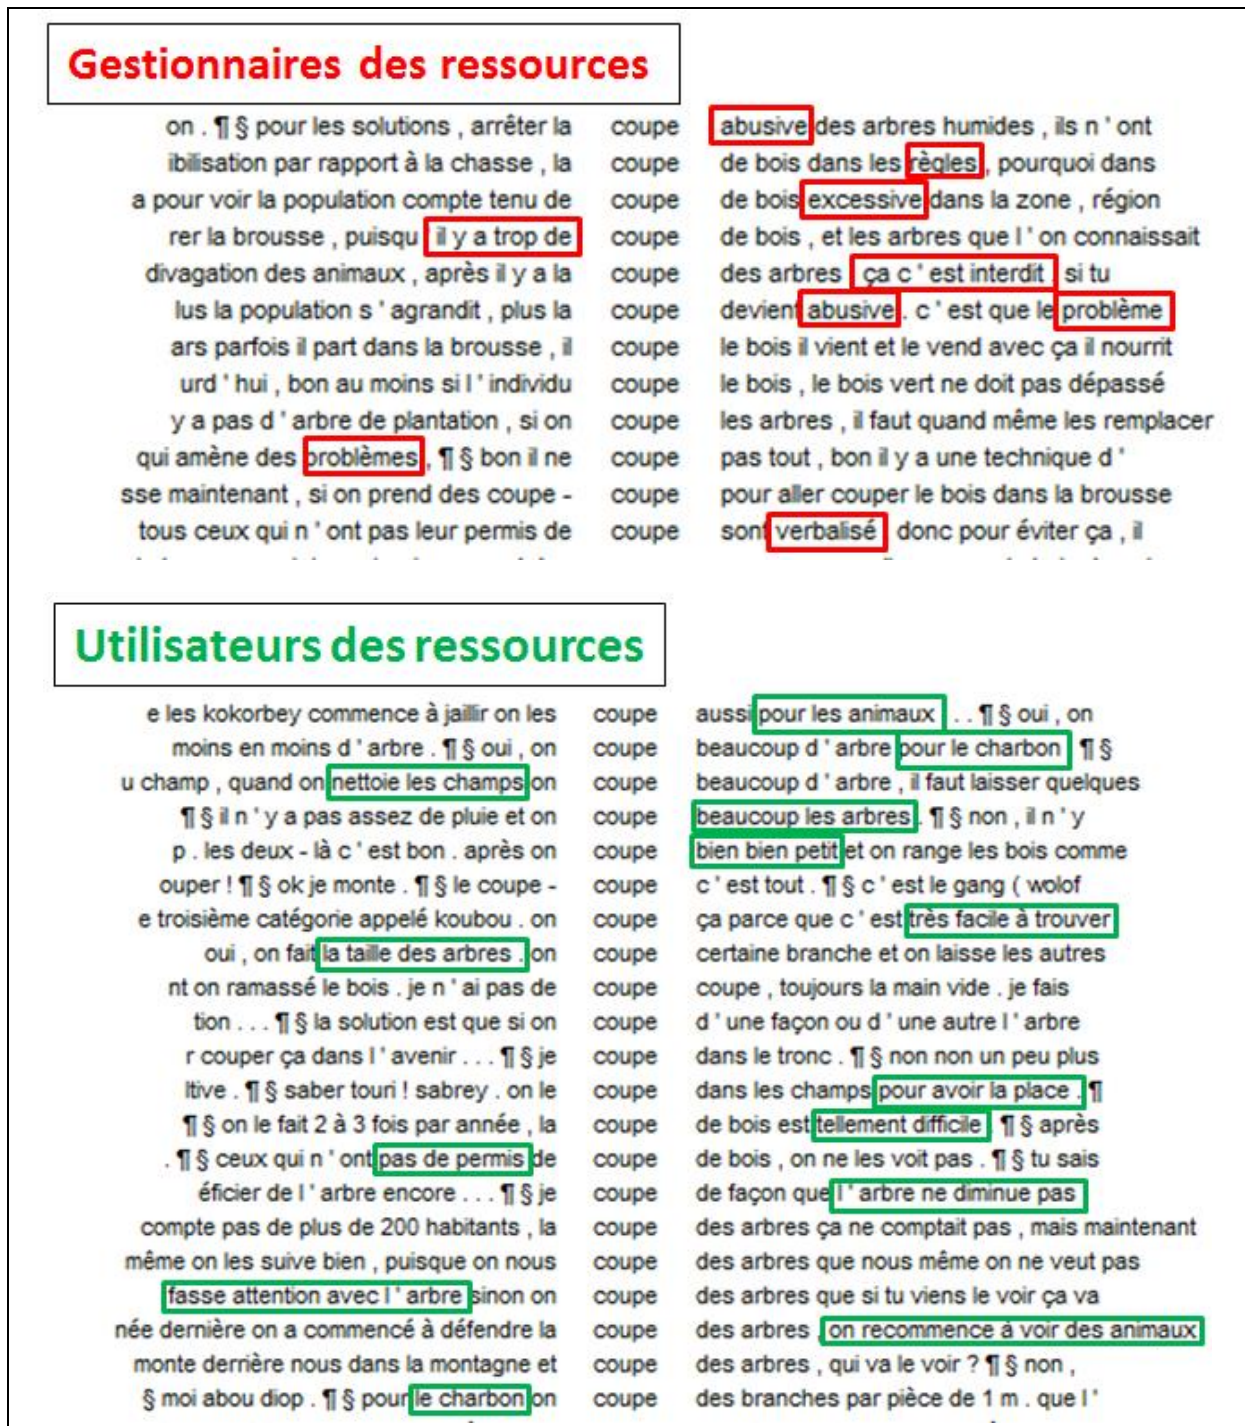 Gestionnaires des ressources
on . ¶ § pour les solutions , arrêter la coupe abusive des arbres humides , ils n ' ont
ibilisation par rapport à la chasse , la coupe de bois dans les règles , pourquoi dans
a pour voir la population compte tenu de coupe de bois excessive dans la zone , région
rer la brousse , puisqu ' il y a trop de coupe de bois , et les arbres que l ' on connaissait
divagation des animaux , après il y a la coupe des arbres ça c ' est interdit si tu
lus la population s ' agrandit , plus la coupe devient abusive . c ' est que le problème
ars parfois il part dans la brousse , il coupe le bois il vient et le vend avec ça il nourrit
urd ' hui , bon au moins si l ' individu coupe le bois , le bois vert ne doit pas dépassé
y a pas d ' arbre de plantation , si on coupe les arbres , il faut quand même les remplacer
qui amène des problèmes , ¶ § bon il ne coupe pas tout , bon il y a une technique d '
sse maintenant , si on prend des coupe - coupe pour aller couper le bois dans la brousse
tous ceux qui n ' ont pas leur permis de coupe sont verbalisé donc pour éviter ça , il
Utilisateurs des ressources
e les kokorbey commence à jaillir on les coupe aussi pour les animaux . . ¶ § oui , on
moins en moins d ' arbre . ¶ § oui , on coupe beaucoup d ' arbre pour le charbon ¶ §
u champ , quand on nettoie les champs on coupe beaucoup d ' arbre , il faut laisser quelques
¶ § il n ' y a pas assez de pluie et on coupe beaucoup les arbres . ¶ § non , il n ' y
p . les deux - là c ' est bon . après on coupe bien bien petit et on range les bois comme
ouper ! ¶ § ok je monte . ¶ § le coupe - coupe c ' est tout . ¶ § c ' est le gang ( wolof
e troisième catégorie appelé koubou . on coupe ça parce que c ' est très facile à trouver
oui , on fait la taille des arbres . on coupe certaine branche et on laisse les autres
nt on ramassé le bois . je n ' ai pas de coupe coupe , toujours la main vide . je fais
tion . . . ¶ § la solution est que si on coupe d ' une façon ou d ' une autre l ' arbre
r couper ça dans l ' avenir . . . ¶ § je coupe dans le tronc . ¶ § non non un peu plus
ltive . ¶ § saber touri ! sabrey . on le coupe dans les champs pour avoir la place . ¶
¶ § on le fait 2 à 3 fois par année , la coupe de bois est tellement difficile ¶ § après
. ¶ § ceux qui n ' ont pas de permis de coupe de bois , on ne les voit pas . ¶ § tu sais
éficier de l ' arbre encore . . . ¶ § je coupe de façon que l ' arbre ne diminue pas
compte pas de plus de 200 habitants , la coupe des arbres ça ne comptait pas , mais maintenant
même on les suive bien , puisque on nous coupe des arbres que nous même on ne veut pas
fasse attention avec l ' arbre sinon on coupe des arbres que si tu viens le voir ça va
née dernière on a commencé à défendre la coupe des arbres , on recommence à voir des animaux
monte derrière nous dans la montagne et coupe des arbres , qui va le voir ? ¶ § non ,
§ moi abou diop . ¶ § pour le charbon on coupe des branches par pièce de 1 m . que l '